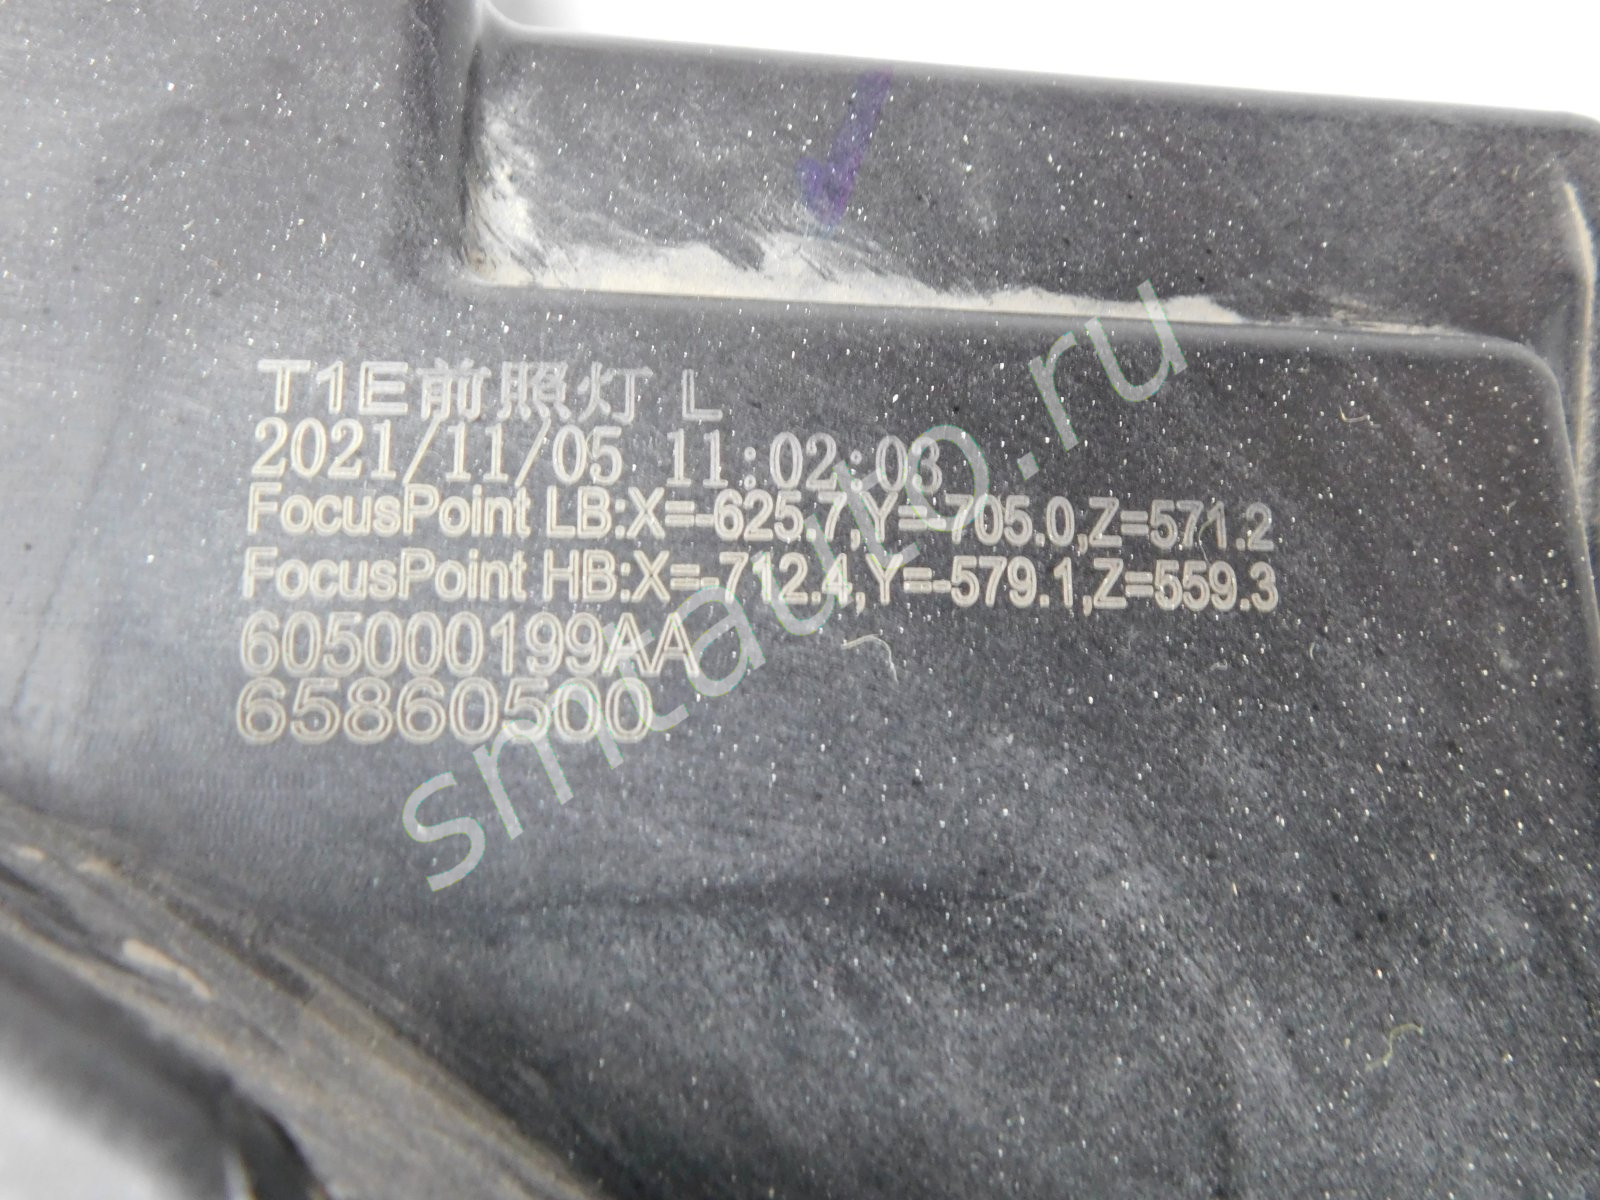 T1E前照灯 L
2021/11/05 11:02:03
FocusPoint LB:X=-625.7,Y=-705.0,Z=571.2
FocusPoint HB:X=-712.4,Y=-579.1,Z=559.3
605000199AA
65860500
smtauto.ru